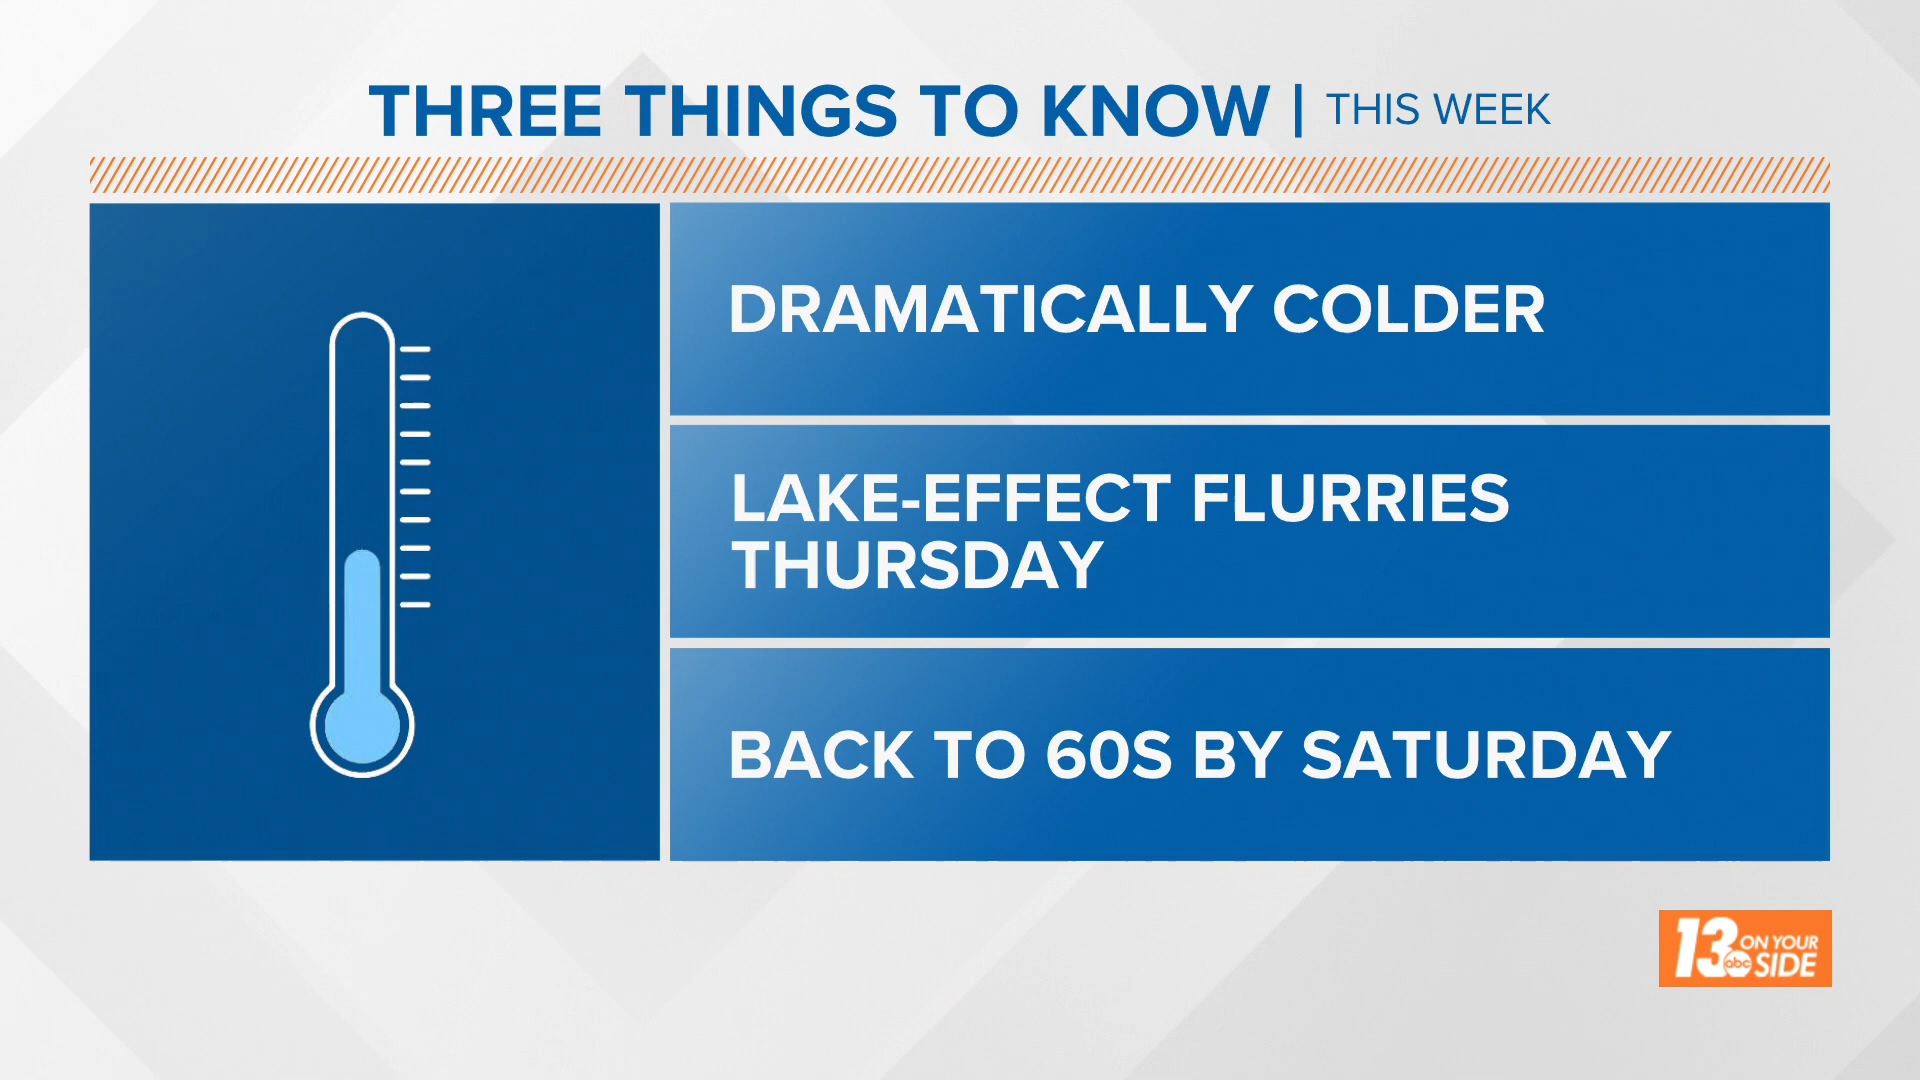 THREE THINGS TO KNOW | THIS WEEK
DRAMATICALLY COLDER
LAKE-EFFECT FLURRIES
THURSDAY
BACK TO 60S BY SATURDAY
13 ON YOUR
abc SIDE